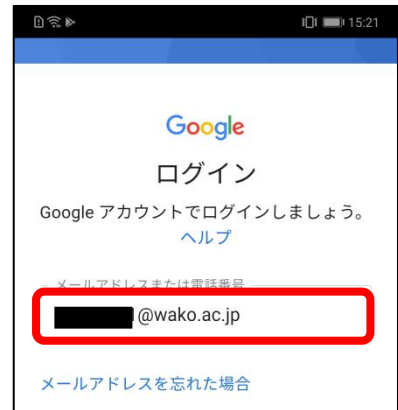 15:21
Google
ログイン
Google アカウントでログインしましょう。
ヘルプ
メールアドレスまたは電話番号
1@wako.ac.jp
メールアドレスを忘れた場合